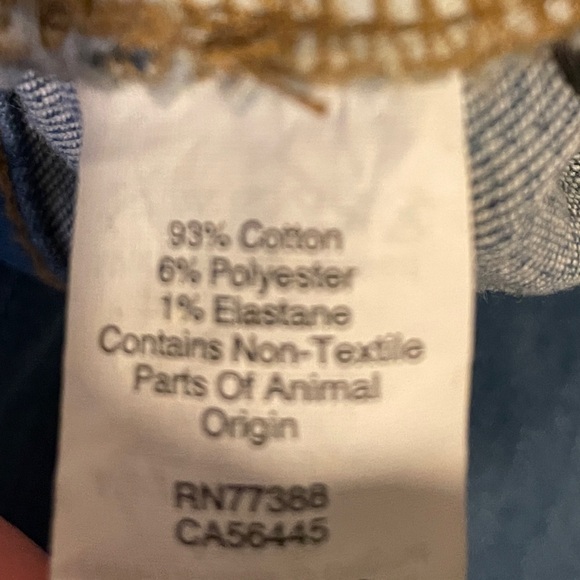 93% Cotton
6% Polyester
1% Elastane
Contains Non-Textile
Parts Of Animal
Origin
RN77388
CA56445